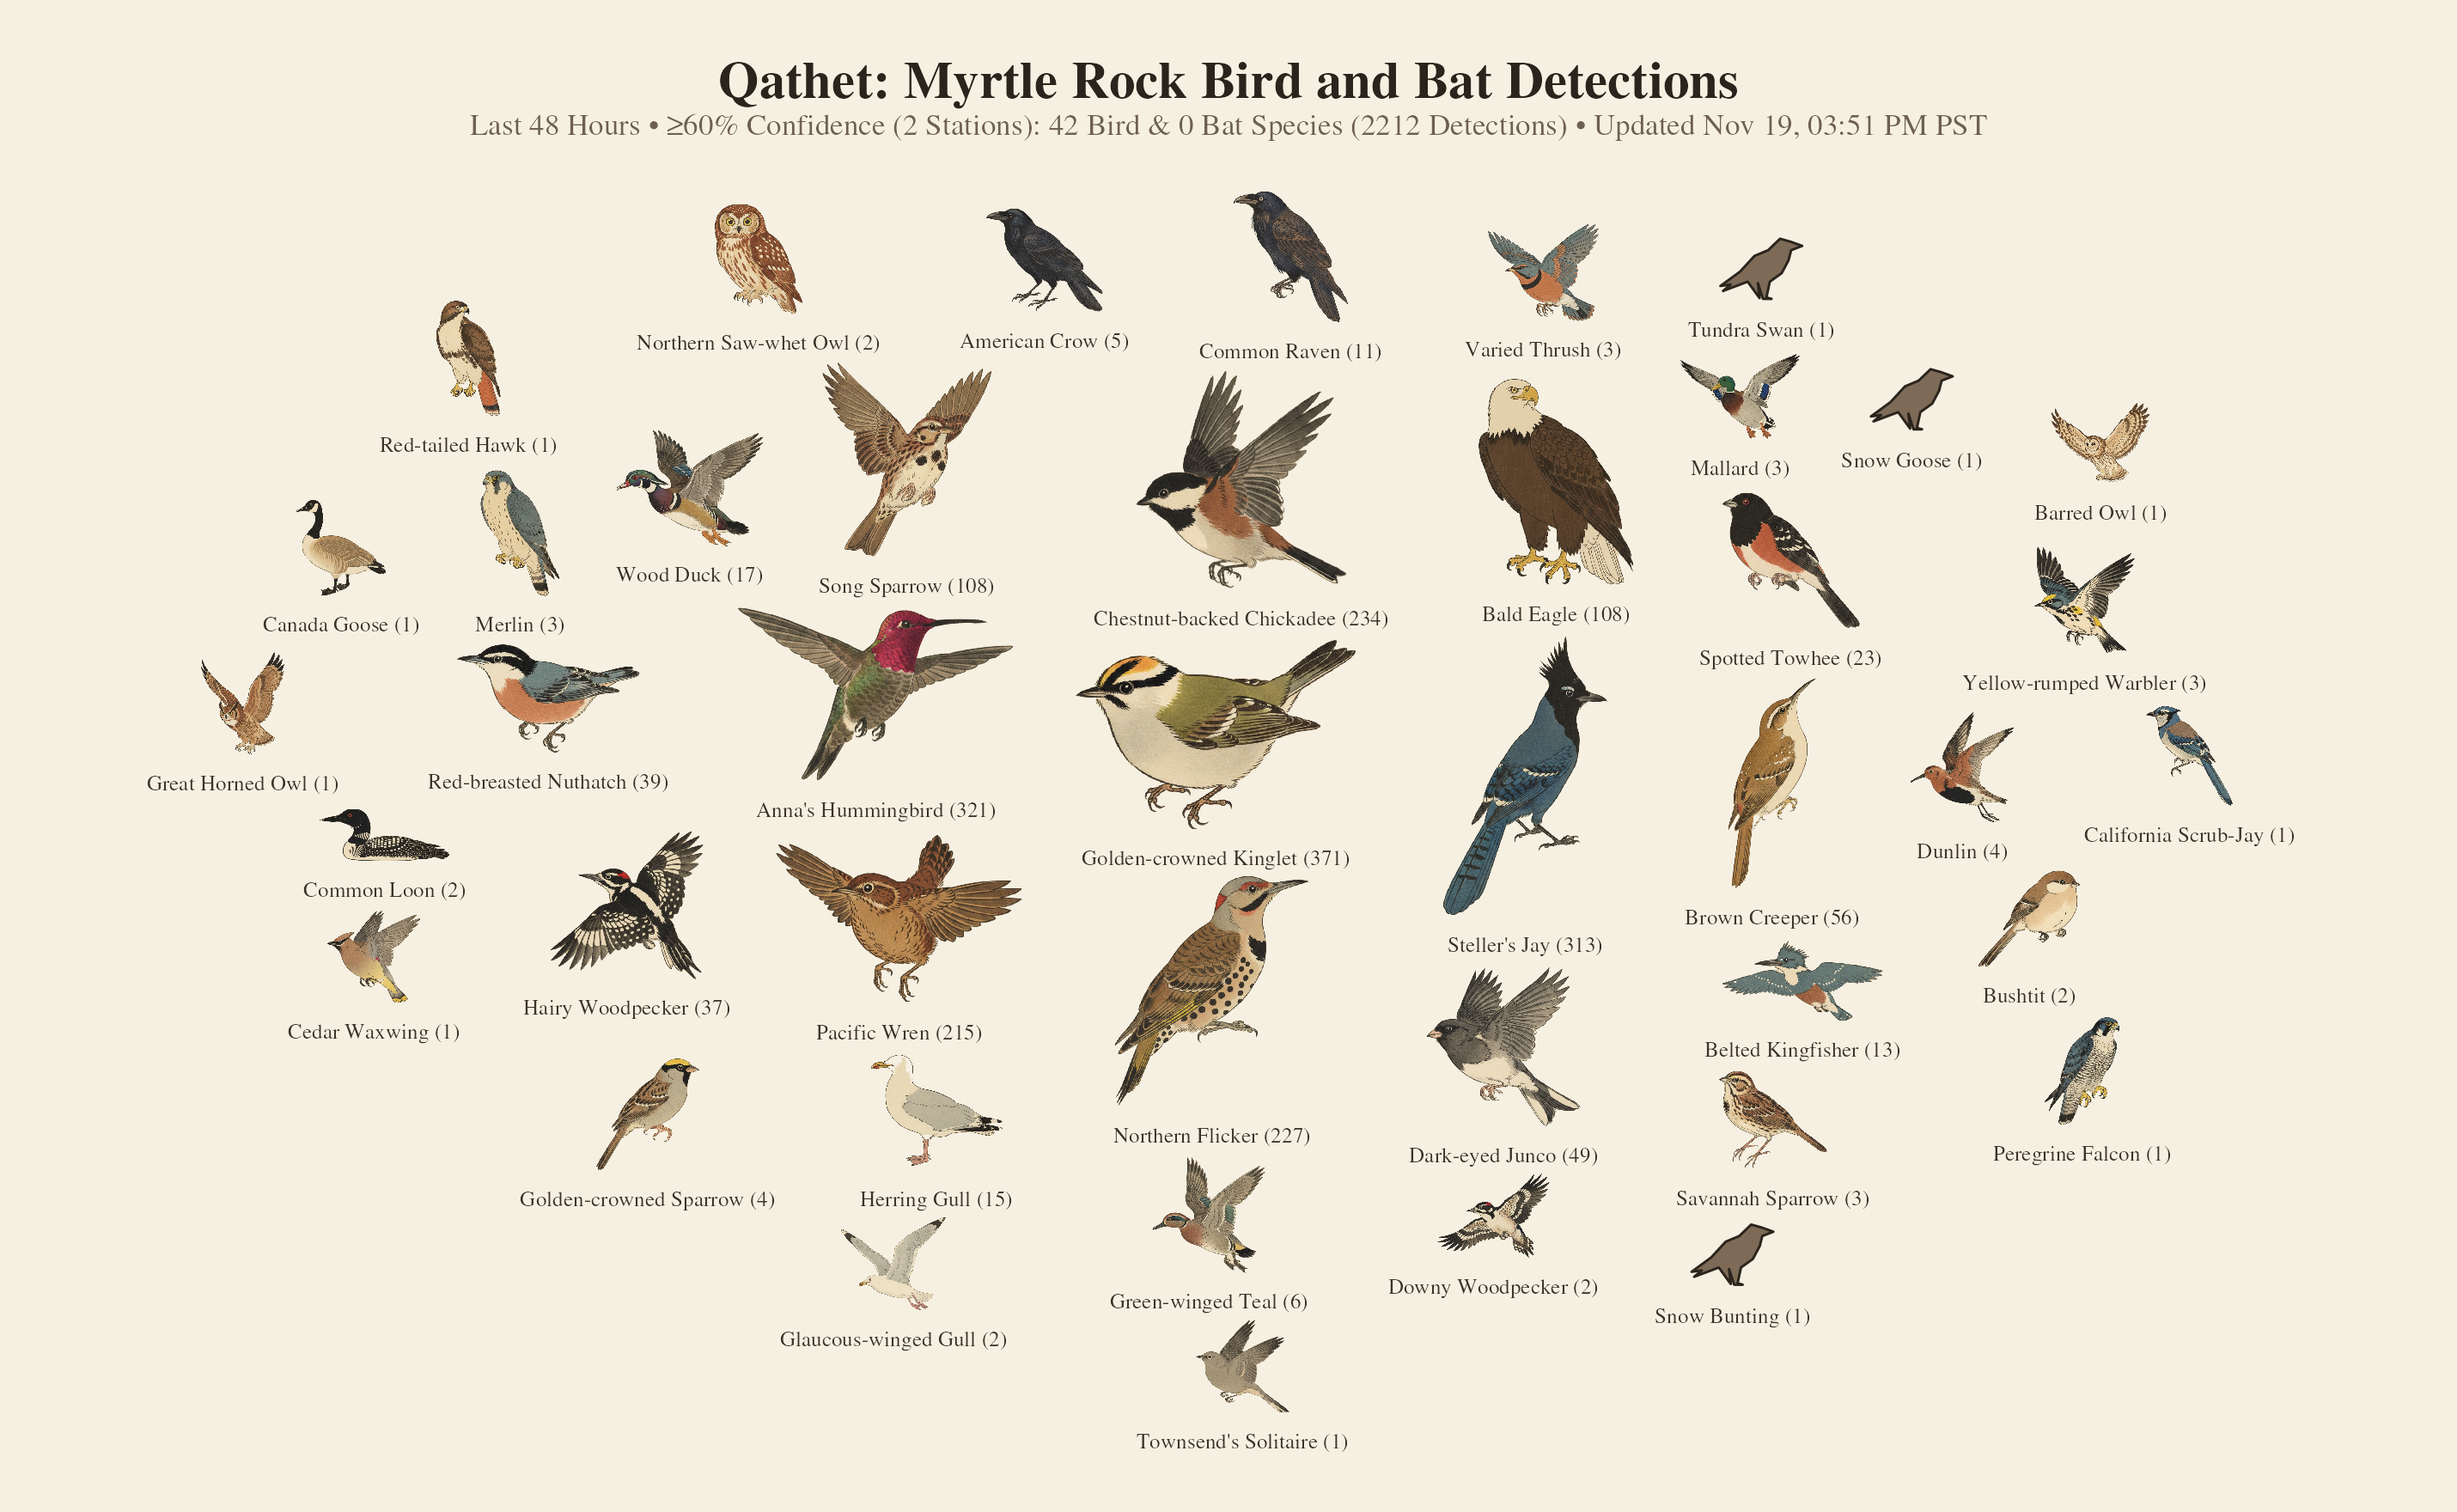 Qathet: Myrtle Rock Bird and Bat Detections
Last 48 Hours • ≥60% Confidence (2 Stations): 42 Bird & 0 Bat Species (2212 Detections) • Updated Nov 19, 03:51 PM PST
Northern Saw-whet Owl (2)
American Crow (5)
Common Raven (11)
Varied Thrush (3)
Tundra Swan (1)
Red-tailed Hawk (1)
Mallard (3)
Snow Goose (1)
Barred Owl (1)
Wood Duck (17)
Song Sparrow (108)
Chestnut-backed Chickadee (234)
Bald Eagle (108)
Canada Goose (1)
Merlin (3)
Spotted Towhee (23)
Yellow-rumped Warbler (3)
Great Horned Owl (1)
Red-breasted Nuthatch (39)
Anna's Hummingbird (321)
Golden-crowned Kinglet (371)
Dunlin (4)
California Scrub-Jay (1)
Common Loon (2)
Steller's Jay (313)
Brown Creeper (56)
Bushtit (2)
Cedar Waxwing (1)
Hairy Woodpecker (37)
Pacific Wren (215)
Belted Kingfisher (13)
Northern Flicker (227)
Dark-eyed Junco (49)
Peregrine Falcon (1)
Golden-crowned Sparrow (4)
Herring Gull (15)
Savannah Sparrow (3)
Green-winged Teal (6)
Downy Woodpecker (2)
Snow Bunting (1)
Glaucous-winged Gull (2)
Townsend's Solitaire (1)